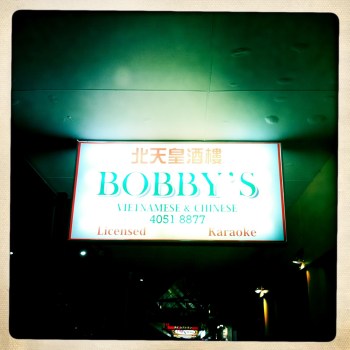 北天皇酒樓
BOBBY'S
VIETNAMESE & CHINESE
4051 8877
Licensed Karaoke